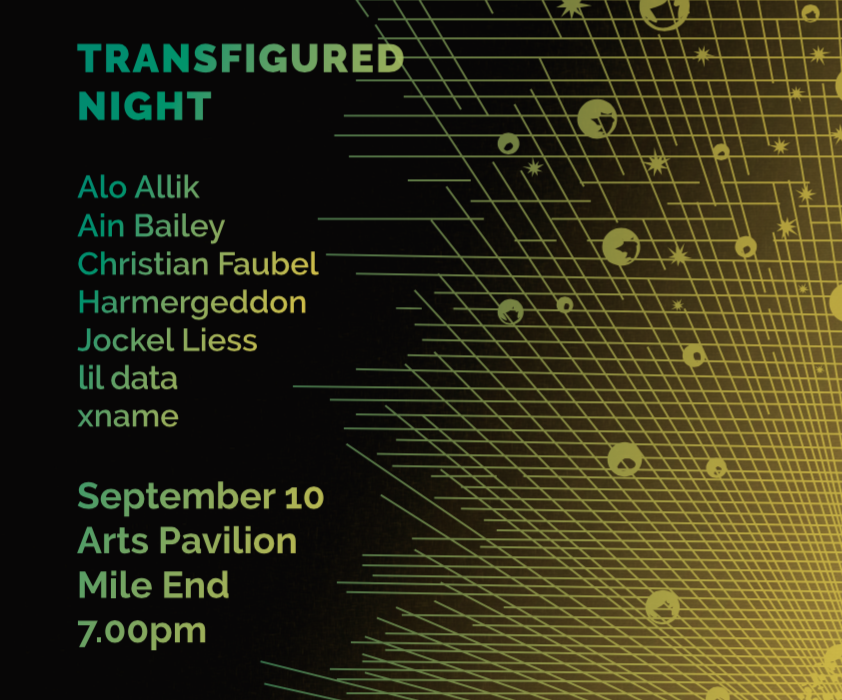 TRANSFIGURED
NIGHT
Alo Allik
Ain Bailey
Christian Faubel
Harmergeddon
Jockel Liess
lil data
xname
September 10
Arts Pavilion
Mile End
7.00pm